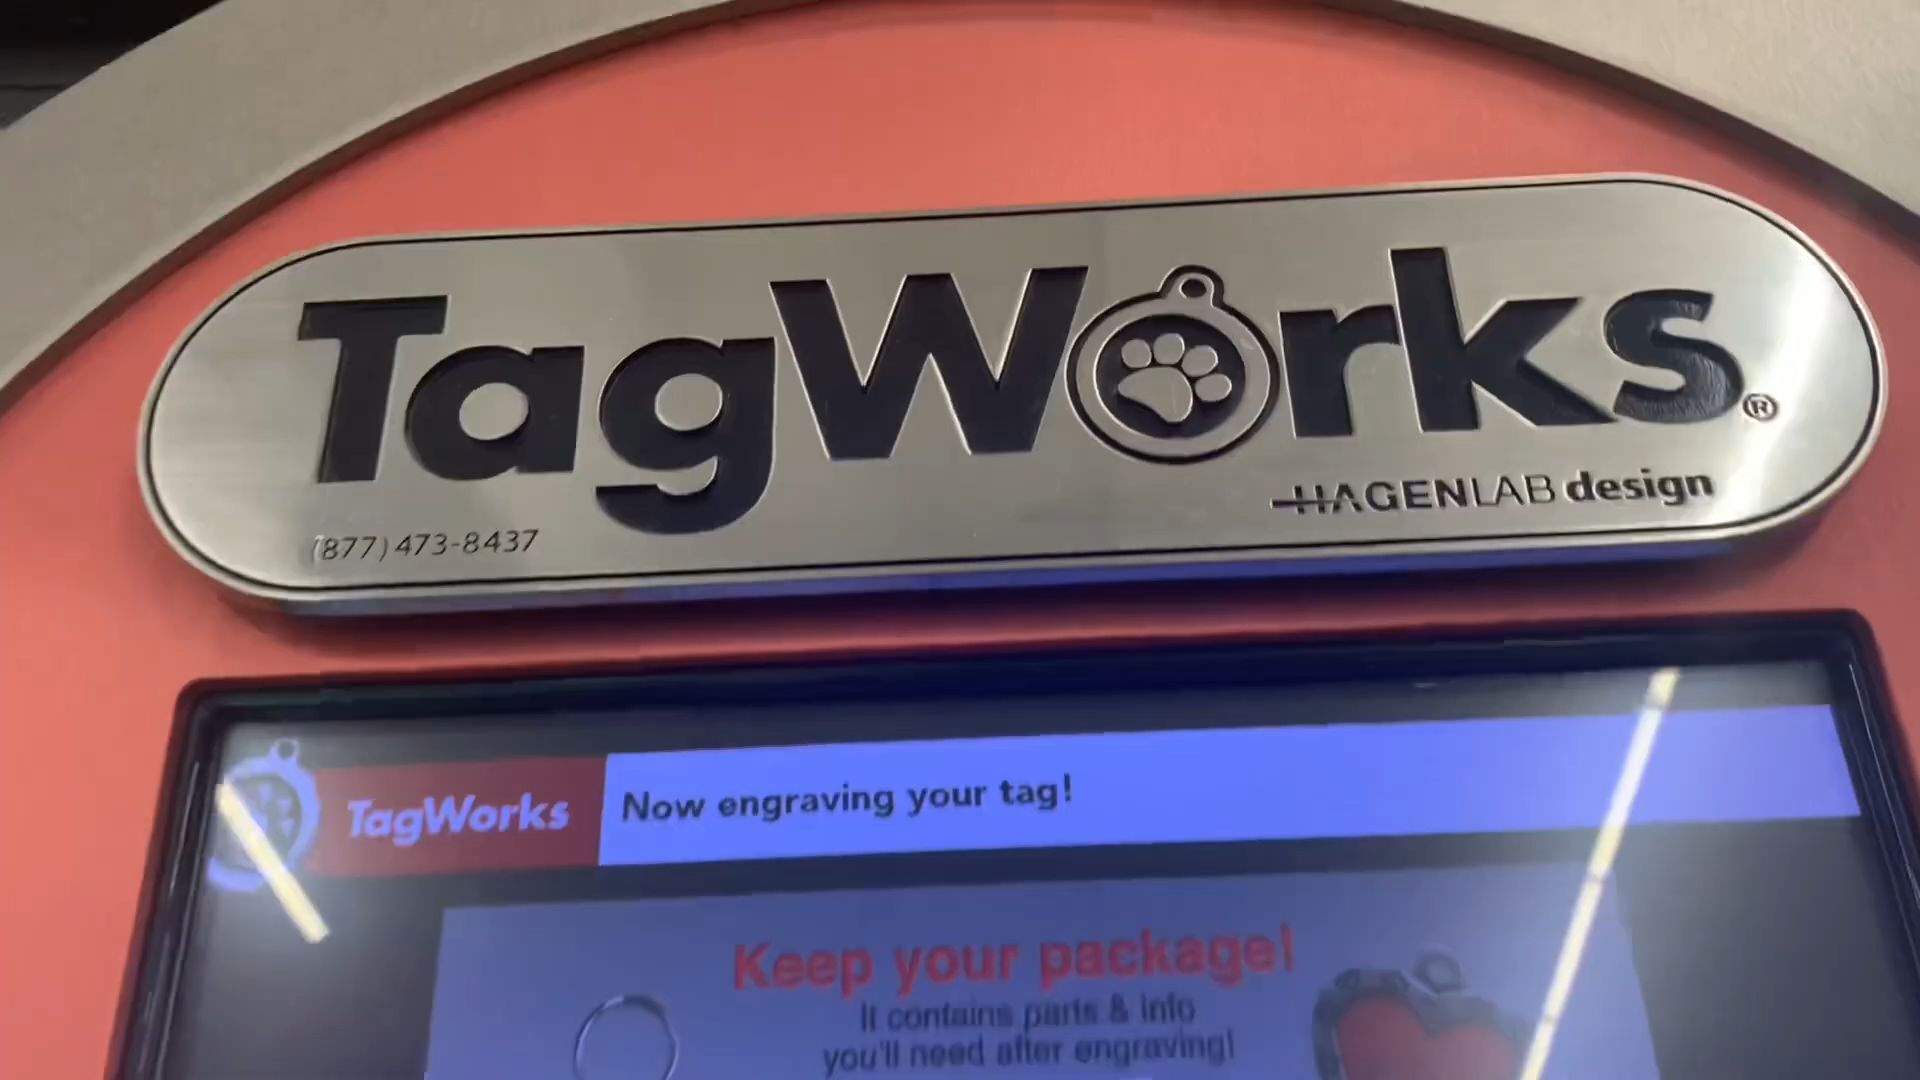 TagWorks®
HAGENLAB design
(877) 473-8437
TagWorks
Now engraving your tag!
Keep your package!
It contains parts & info
you'll need after engraving!